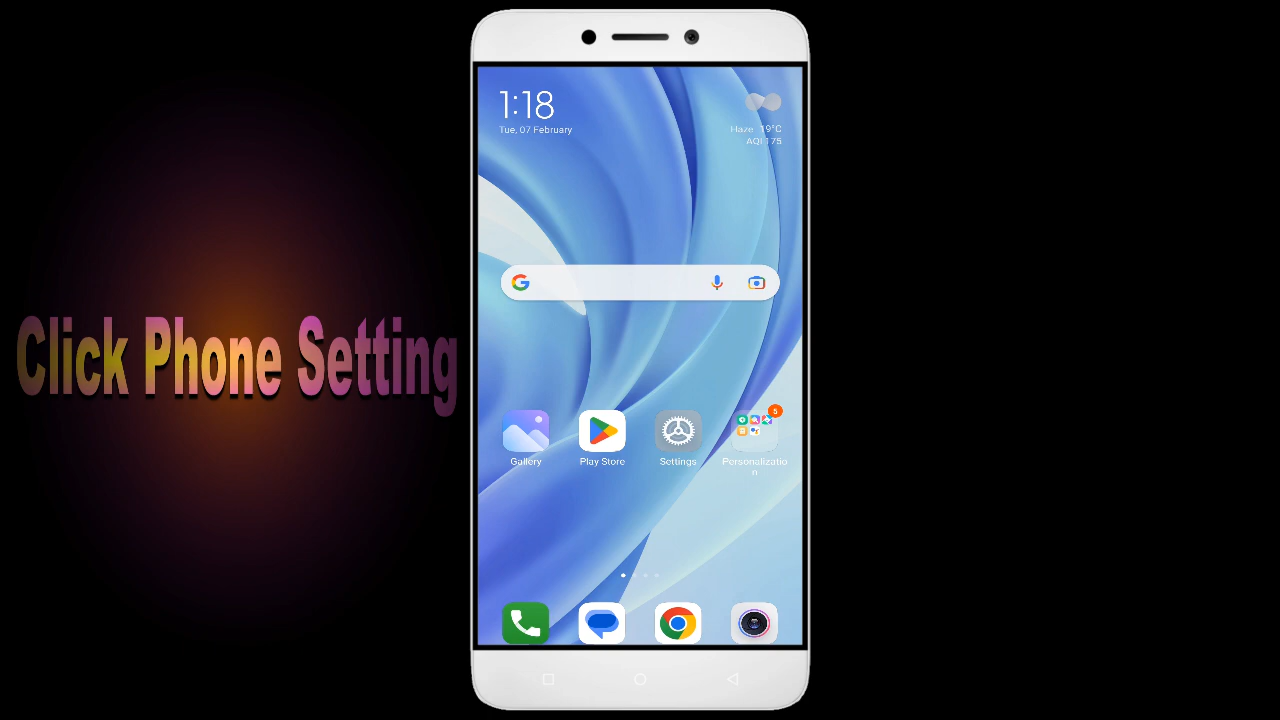 Click Phone Setting
1:18
Tue, 07 February
Haze 19°C
AQI 175
G
Gallery
Play Store
Settings
5
Personalizatio
n